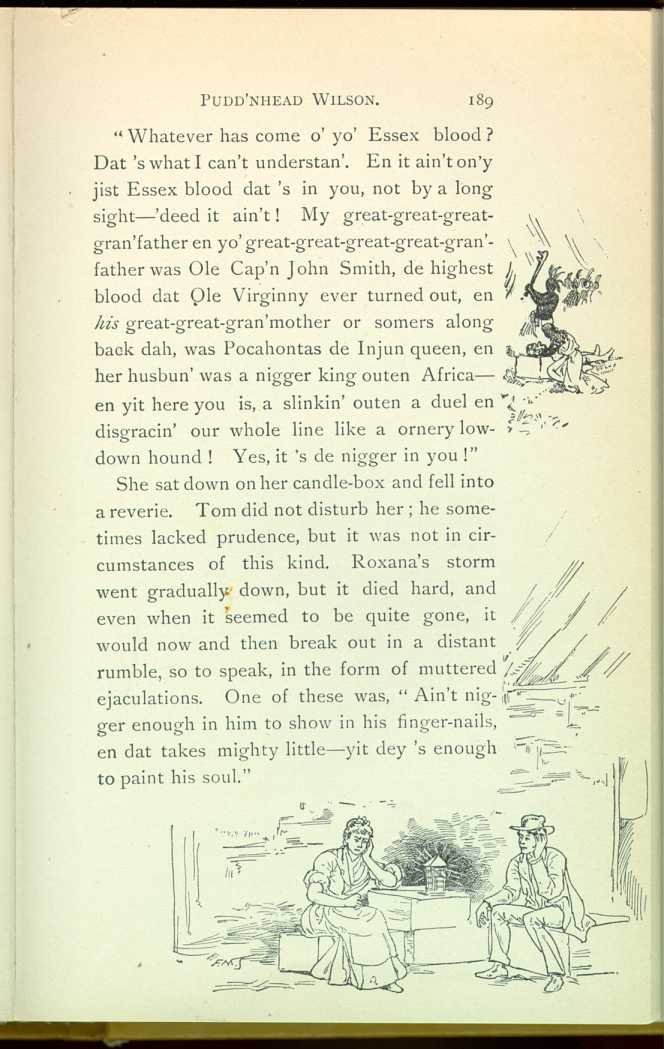 PUDD'NHEAD WILSON. 189
“ Whatever has come o' yo' Essex blood?
Dat 's what I can't understan'. En it ain't on'y
jist Essex blood dat 's in you, not by a long
sight—'deed it ain't! My great-great-great-
gran'father en yo' great-great-great-great-gran'-
father was Ole Cap'n John Smith, de highest
blood dat Ole Virginny ever turned out, en
his great-great-gran'mother or somers along
back dah, was Pocahontas de Injun queen, en
her husbun' was a nigger king outen Africa—
en yit here you is, a slinkin' outen a duel en
disgracin' our whole line like a ornery low-
down hound! Yes, it 's de nigger in you!”
She sat down on her candle-box and fell into
a reverie. Tom did not disturb her; he some-
times lacked prudence, but it was not in cir-
cumstances of this kind. Roxana's storm
went gradually down, but it died hard, and
even when it seemed to be quite gone, it
would now and then break out in a distant
rumble, so to speak, in the form of muttered
ejaculations. One of these was, “ Ain't nig-
ger enough in him to show in his finger-nails,
en dat takes mighty little—yit dey 's enough
to paint his soul.”